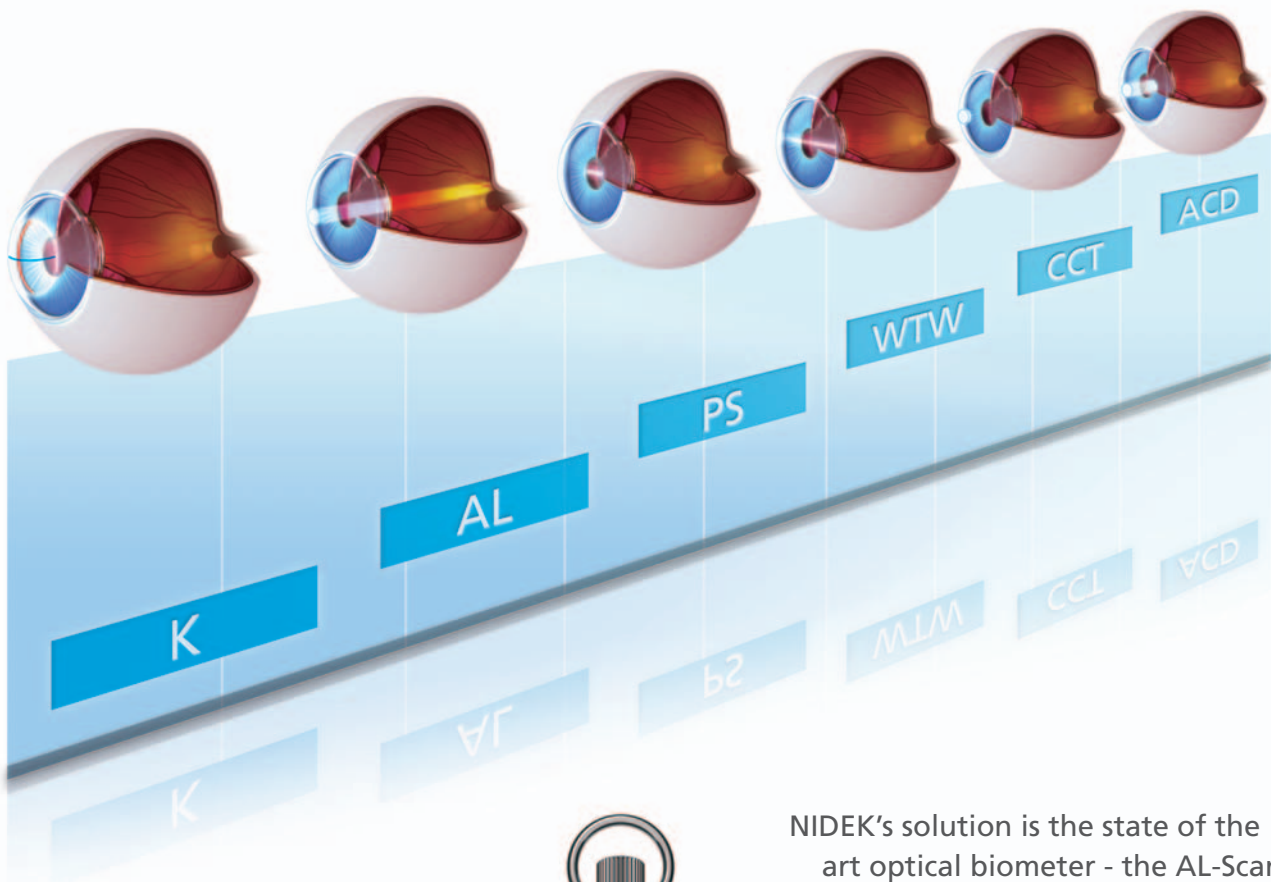 ACD
CCT
WTW
PS
AL
K
NIDEK's solution is the state of the
art optical biometer - the AL-Scan